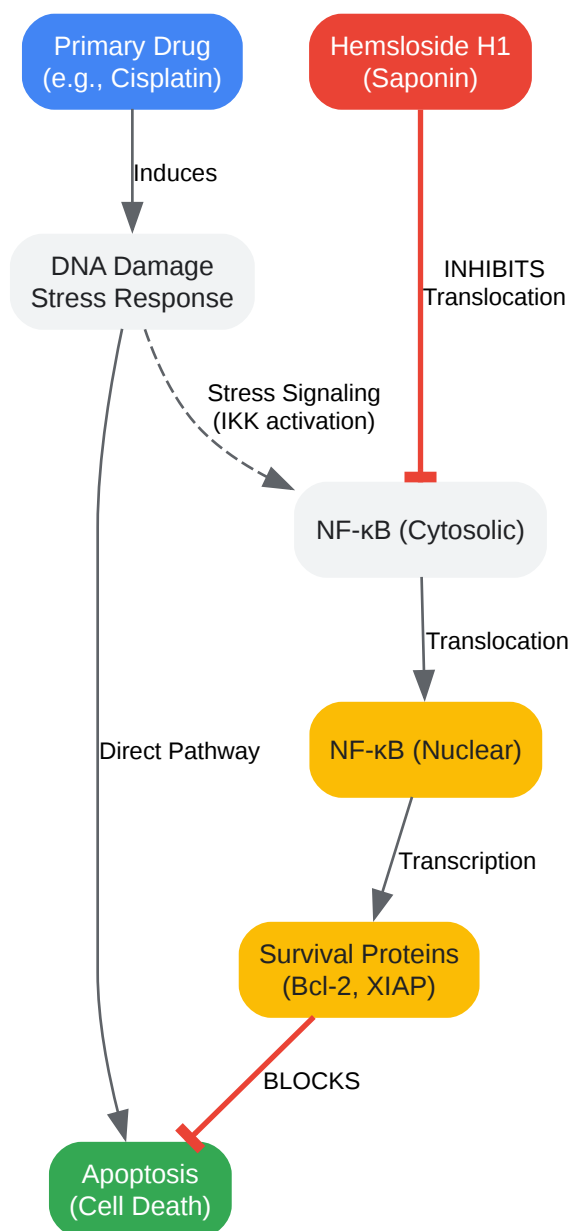 Primary Drug
(e.g., Cisplatin)
Hemsloside H1
(Saponin)
Induces
DNA Damage
Stress Response
INHIBITS
Translocation
Stress Signaling
(IKK activation)
NF-κB (Cytosolic)
Translocation
NF-κB (Nuclear)
Direct Pathway
Transcription
Survival Proteins
(Bcl-2, XIAP)
BLOCKS
Apoptosis
(Cell Death)